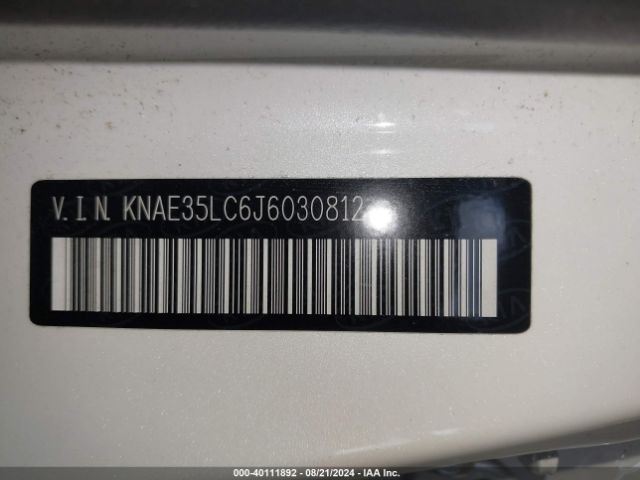 V.I.N. KNAE35LC6J6030812
000-40111892 - 08/21/2024 - IAA Inc.